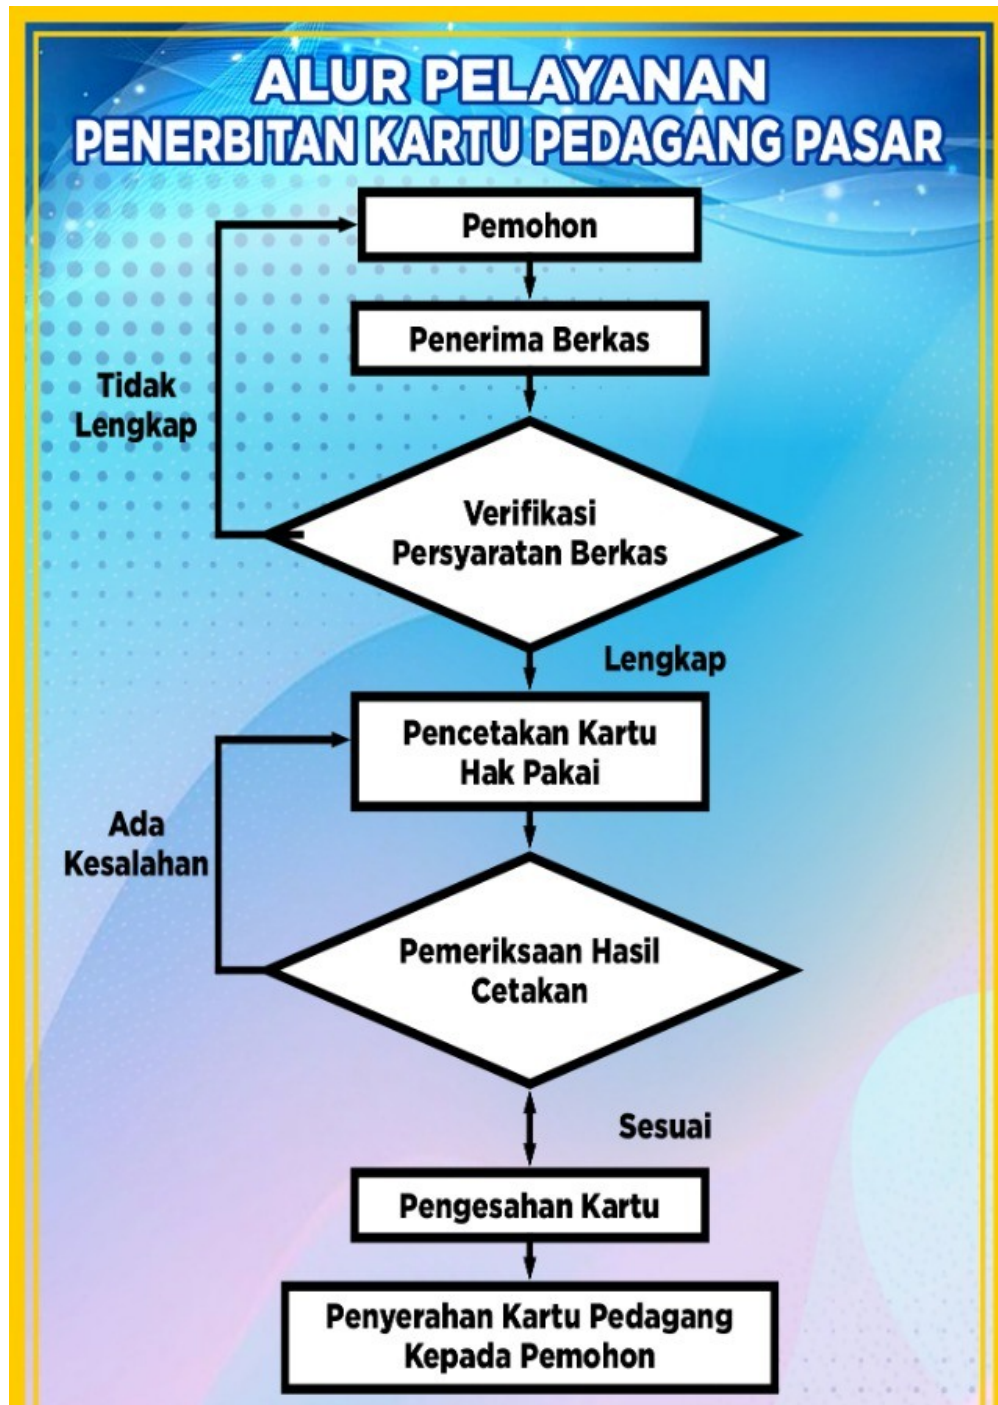 ALUR PELAYANAN
PENERBITAN KARTU PEDAGANG PASAR
Pemohon
Penerima Berkas
Tidak
Lengkap
Verifikasi
Persyaratan Berkas
Lengkap
Pencetakan Kartu
Hak Pakai
Ada
Kesalahan
Pemeriksaan Hasil
Cetakan
Sesuai
Pengesahan Kartu
Penyerahan Kartu Pedagang
Kepada Pemohon